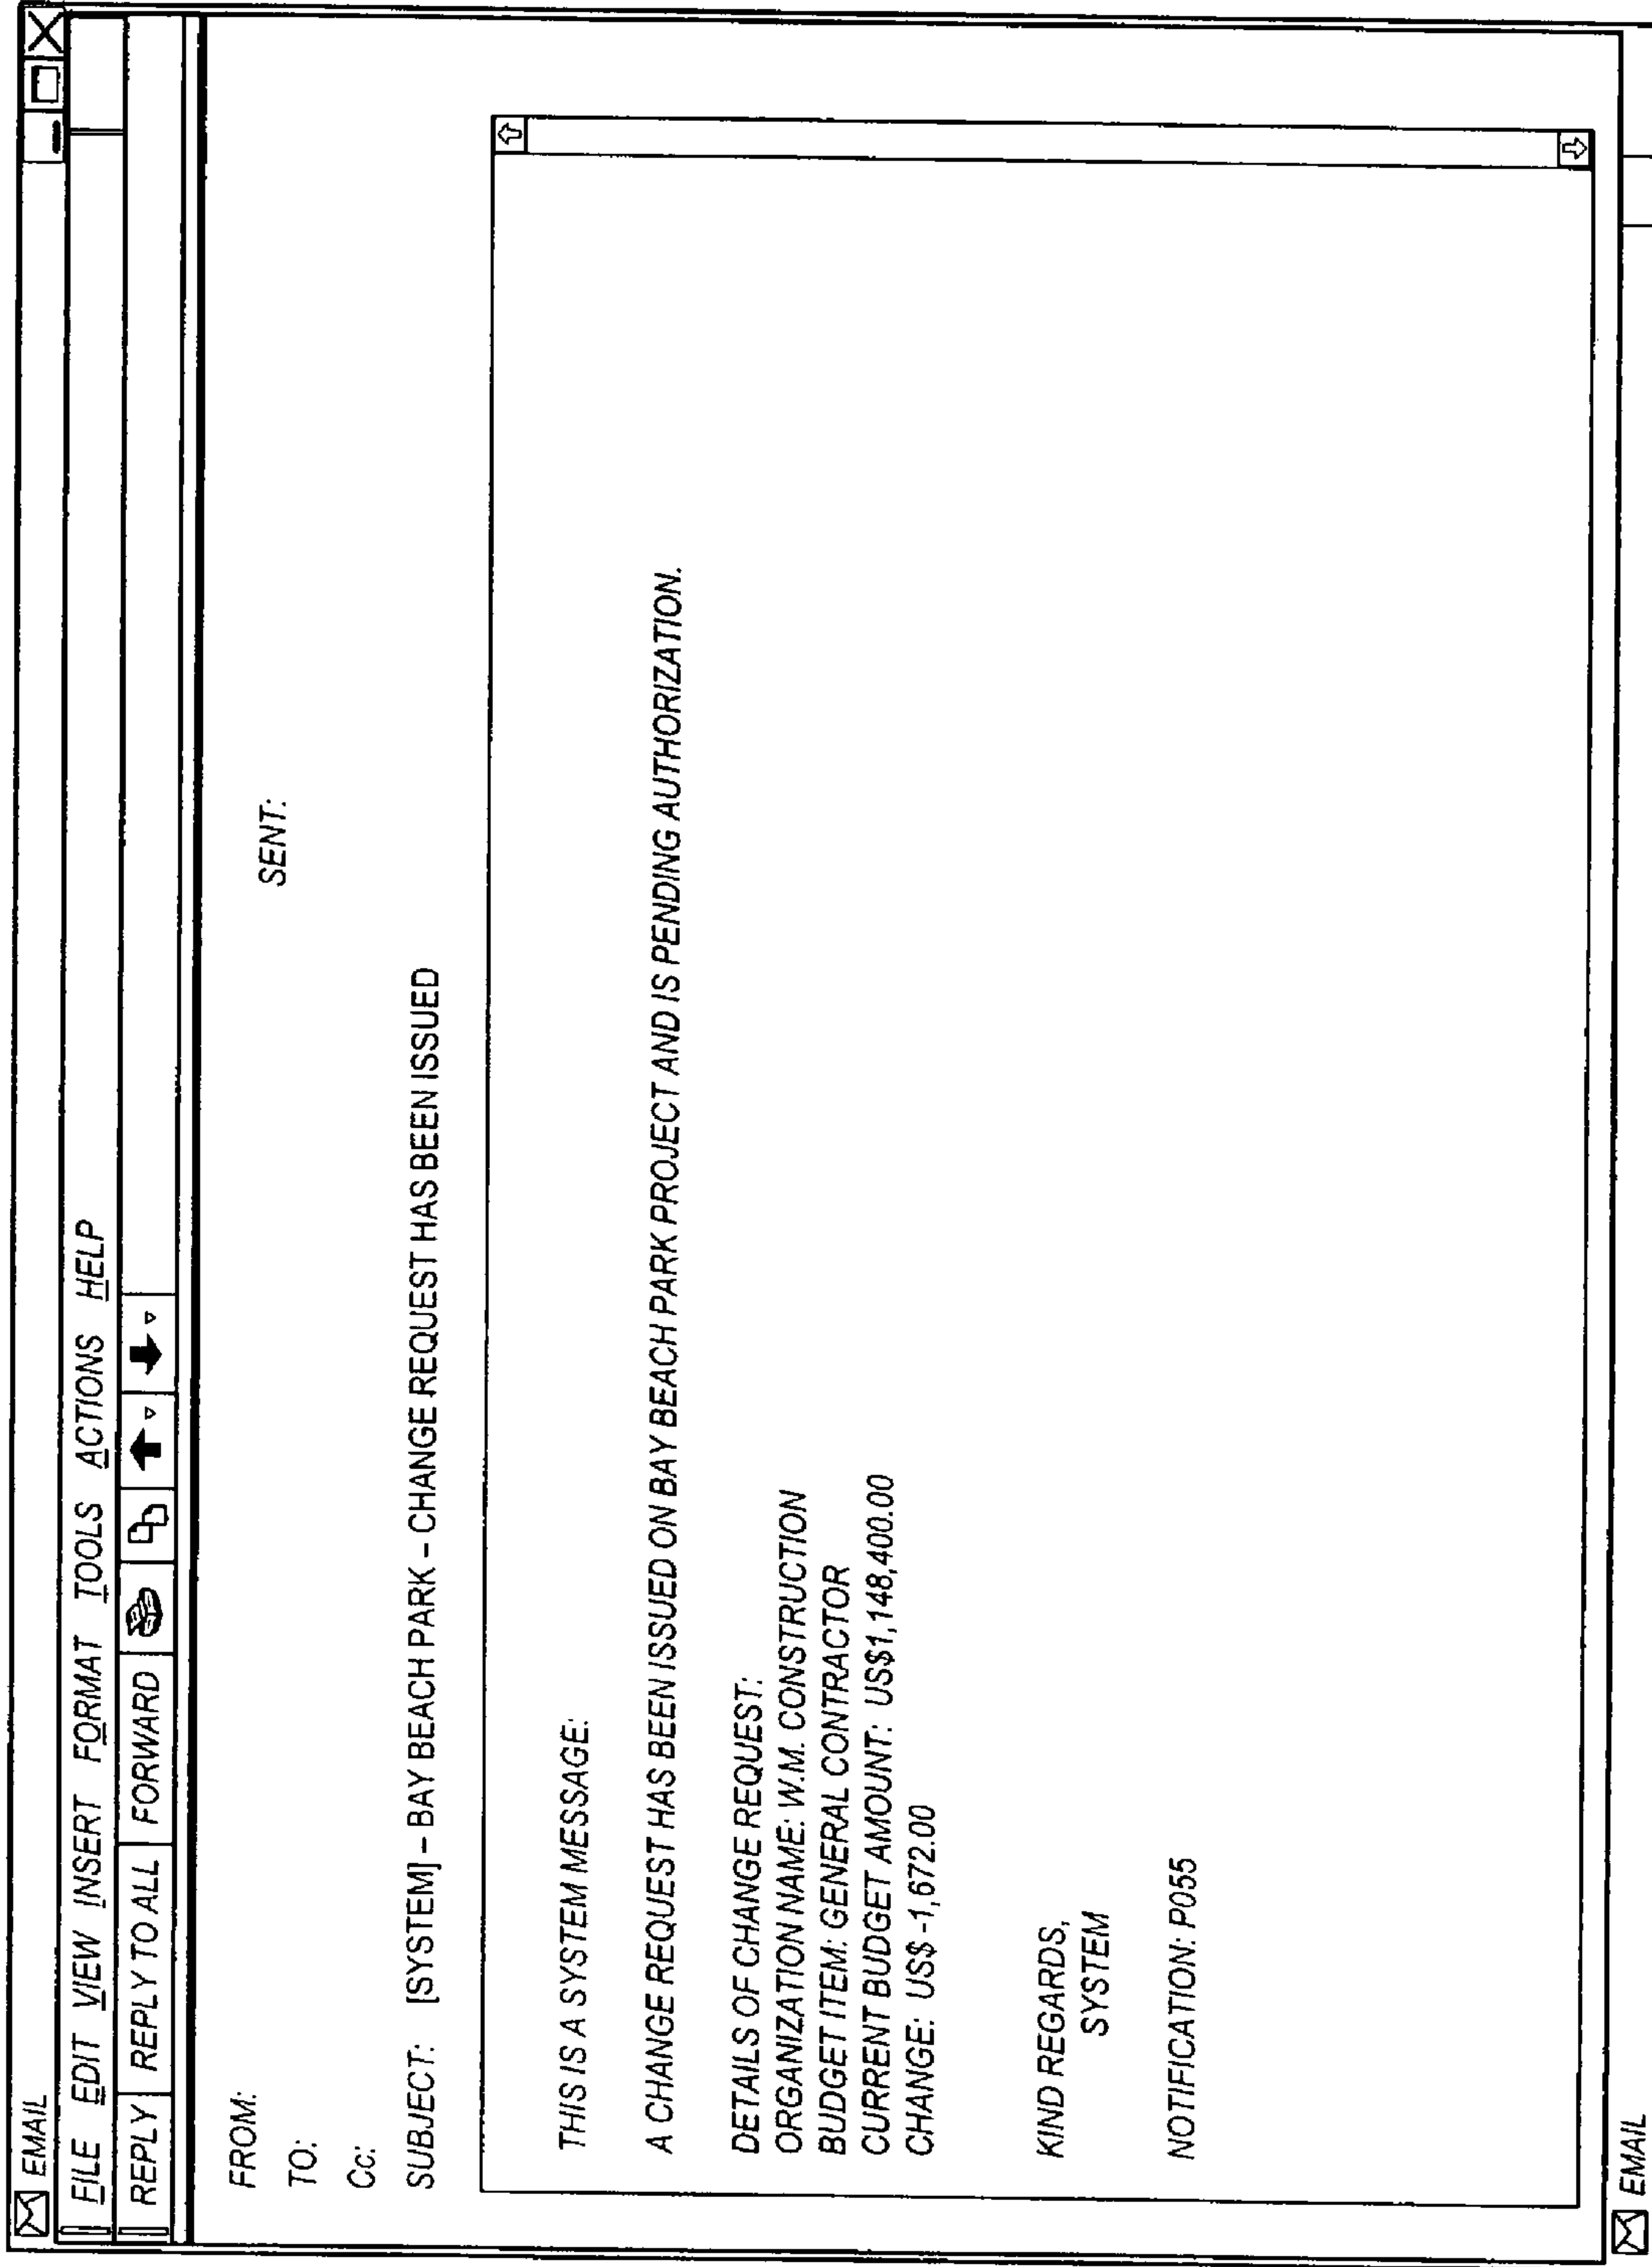 EMAIL
FILE EDIT VIEW INSERT FORMAT TOOLS ACTIONS HELP
REPLY REPLY TO ALL FORWARD
FROM:
SENT:
TO:
Cc:
SUBJECT: [SYSTEM] – BAY BEACH PARK – CHANGE REQUEST HAS BEEN ISSUED
THIS IS A SYSTEM MESSAGE:
A CHANGE REQUEST HAS BEEN ISSUED ON BAY BEACH PARK PROJECT AND IS PENDING AUTHORIZATION.
DETAILS OF CHANGE REQUEST:
ORGANIZATION NAME: W.M. CONSTRUCTION
BUDGET ITEM: GENERAL CONTRACTOR
CURRENT BUDGET AMOUNT: US$1,148,400.00
CHANGE: US$ -1,672.00
KIND REGARDS,
SYSTEM
NOTIFICATION: P055
EMAIL